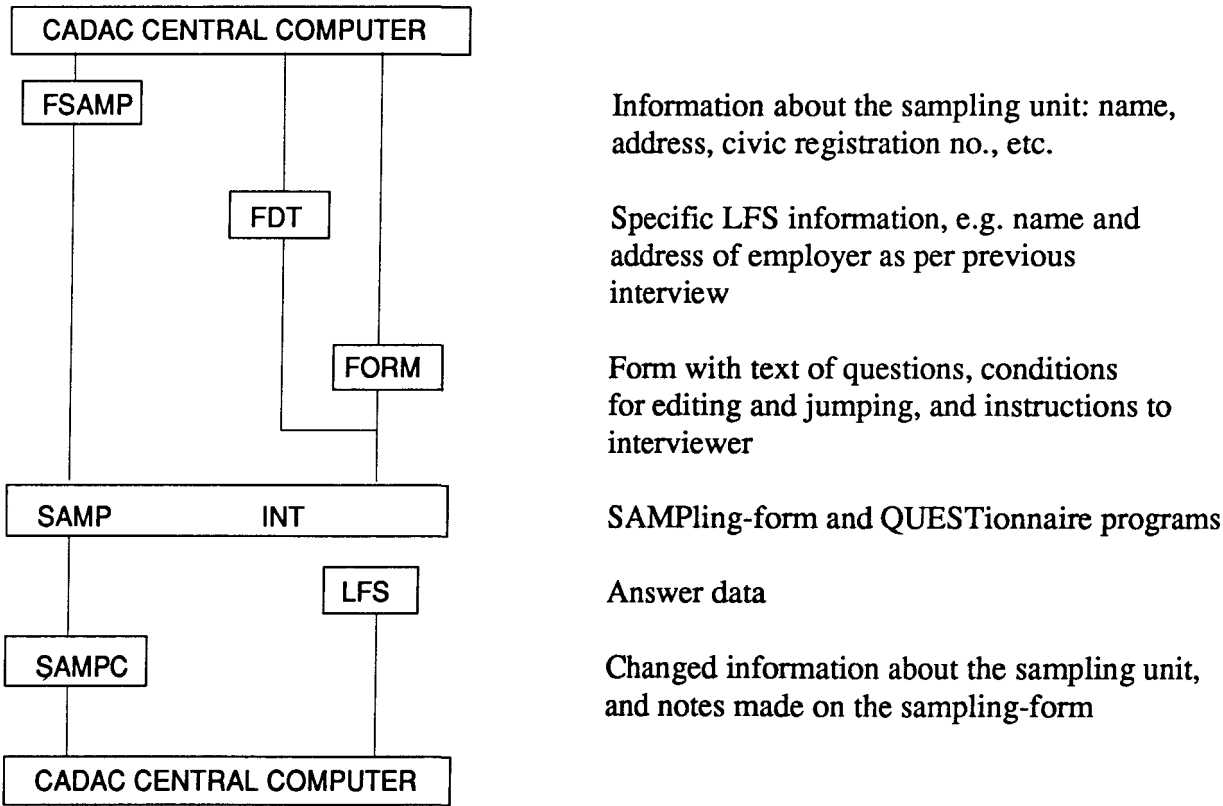 CADAC CENTRAL COMPUTER
FSAMP
Information about the sampling unit: name,
address, civic registration no., etc.
FDT
Specific LFS information, e.g. name and
address of employer as per previous
interview
FORM
Form with text of questions, conditions
for editing and jumping, and instructions to
interviewer
SAMP INT
SAMPling-form and QUESTionnaire programs
LFS
Answer data
SAMPC
Changed information about the sampling unit,
and notes made on the sampling-form
CADAC CENTRAL COMPUTER